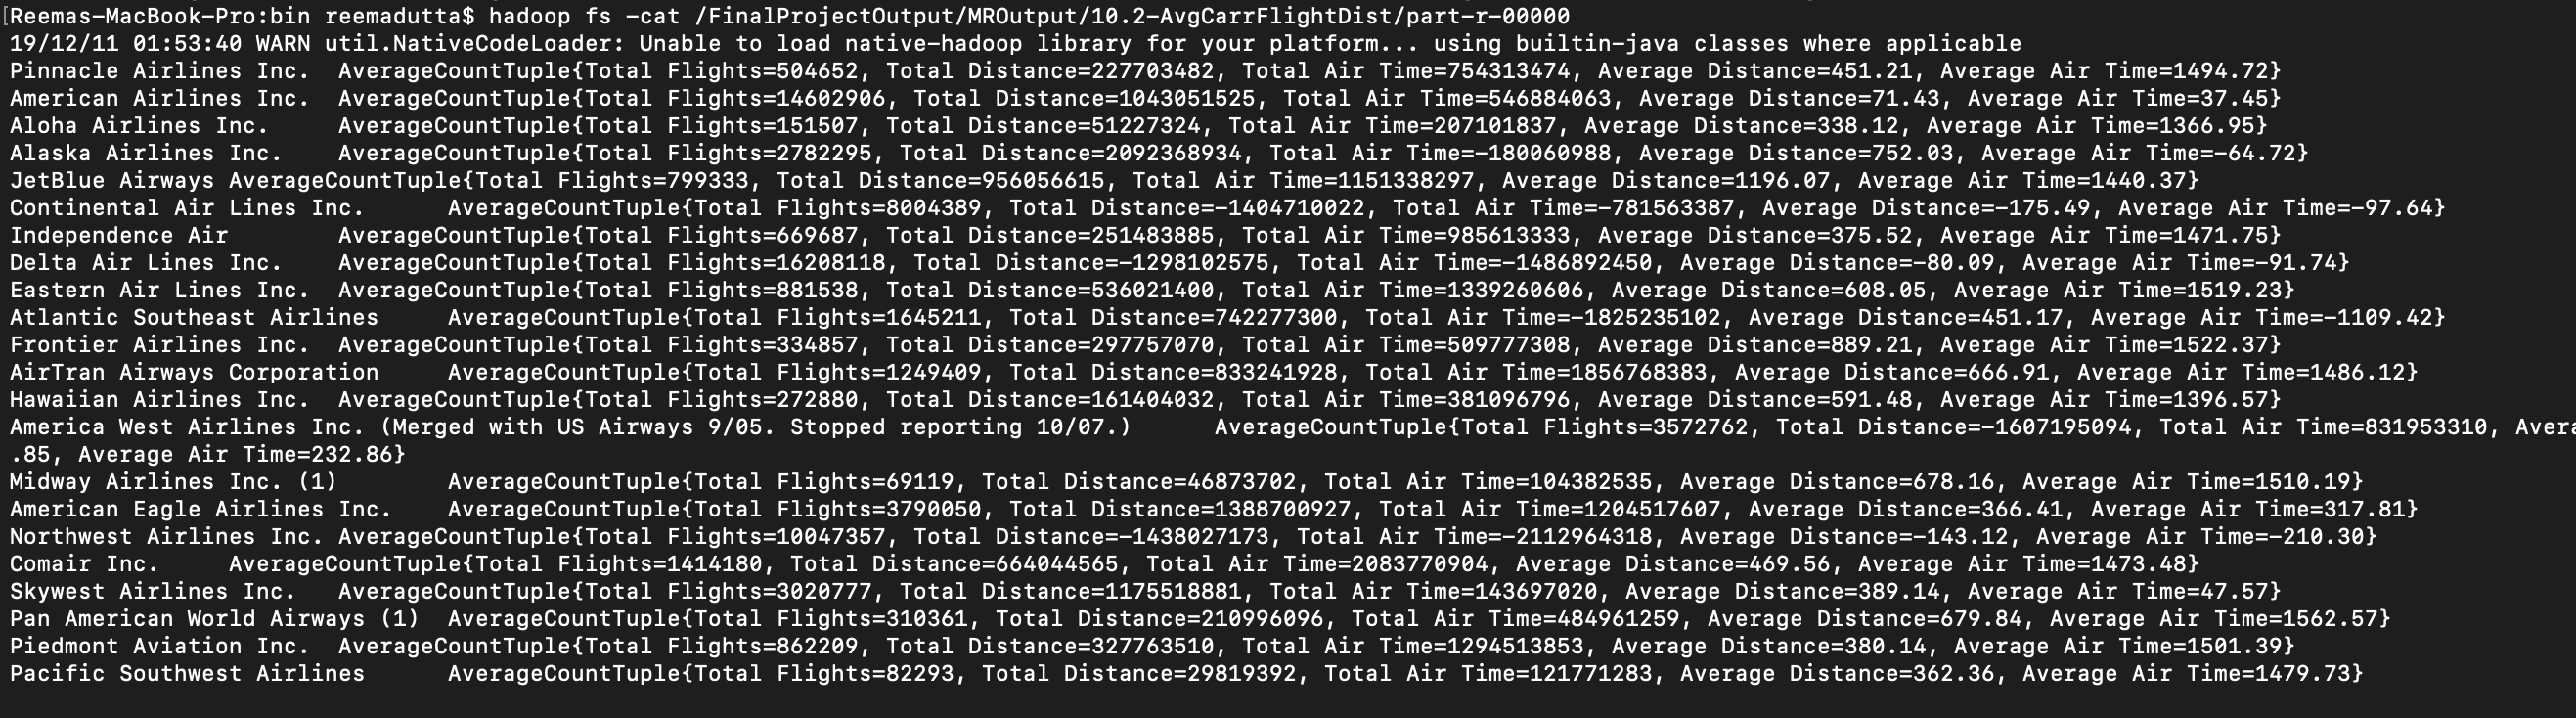 [Reemas-MacBook-Pro:bin reemadutta$ hadoop fs -cat /FinalProjectOutput/MROutput/10.2-AvgCarrFlightDist/part-r-00000
19/12/11 01:53:40 WARN util.NativeCodeLoader: Unable to load native-hadoop library for your platform... using builtin-java classes where applicable
Pinnacle Airlines Inc.	AverageCountTuple{Total Flights=504652, Total Distance=227703482, Total Air Time=754313474, Average Distance=451.21, Average Air Time=1494.72}
American Airlines Inc.	AverageCountTuple{Total Flights=14602906, Total Distance=1043051525, Total Air Time=546884063, Average Distance=71.43, Average Air Time=37.45}
Aloha Airlines Inc.	AverageCountTuple{Total Flights=151507, Total Distance=51227324, Total Air Time=207101837, Average Distance=338.12, Average Air Time=1366.95}
Alaska Airlines Inc.	AverageCountTuple{Total Flights=2782295, Total Distance=2092368934, Total Air Time=-180060988, Average Distance=752.03, Average Air Time=-64.72}
JetBlue Airways	AverageCountTuple{Total Flights=799333, Total Distance=956056615, Total Air Time=1151338297, Average Distance=1196.07, Average Air Time=1440.37}
Continental Air Lines Inc.	AverageCountTuple{Total Flights=8004389, Total Distance=-1404710022, Total Air Time=-781563387, Average Distance=-175.49, Average Air Time=-97.64}
Independence Air	AverageCountTuple{Total Flights=669687, Total Distance=251483885, Total Air Time=985613333, Average Distance=375.52, Average Air Time=1471.75}
Delta Air Lines Inc.	AverageCountTuple{Total Flights=16208118, Total Distance=-1298102575, Total Air Time=-1486892450, Average Distance=-80.09, Average Air Time=-91.74}
Eastern Air Lines Inc.	AverageCountTuple{Total Flights=881538, Total Distance=536021400, Total Air Time=1339260606, Average Distance=608.05, Average Air Time=1519.23}
Atlantic Southeast Airlines	AverageCountTuple{Total Flights=1645211, Total Distance=742277300, Total Air Time=-1825235102, Average Distance=451.17, Average Air Time=-1109.42}
Frontier Airlines Inc.	AverageCountTuple{Total Flights=334857, Total Distance=297757070, Total Air Time=509777308, Average Distance=889.21, Average Air Time=1522.37}
AirTran Airways Corporation	AverageCountTuple{Total Flights=1249409, Total Distance=833241928, Total Air Time=1856768383, Average Distance=666.91, Average Air Time=1486.12}
Hawaiian Airlines Inc.	AverageCountTuple{Total Flights=272880, Total Distance=161404032, Total Air Time=381096796, Average Distance=591.48, Average Air Time=1396.57}
America West Airlines Inc. (Merged with US Airways 9/05. Stopped reporting 10/07.)	AverageCountTuple{Total Flights=3572762, Total Distance=-1607195094, Total Air Time=831953310, Avera
.85, Average Air Time=232.86}
Midway Airlines Inc. (1)	AverageCountTuple{Total Flights=69119, Total Distance=46873702, Total Air Time=104382535, Average Distance=678.16, Average Air Time=1510.19}
American Eagle Airlines Inc.	AverageCountTuple{Total Flights=3790050, Total Distance=1388700927, Total Air Time=1204517607, Average Distance=366.41, Average Air Time=317.81}
Northwest Airlines Inc.	AverageCountTuple{Total Flights=10047357, Total Distance=-1438027173, Total Air Time=-2112964318, Average Distance=-143.12, Average Air Time=-210.30}
Comair Inc.	AverageCountTuple{Total Flights=1414180, Total Distance=664044565, Total Air Time=2083770904, Average Distance=469.56, Average Air Time=1473.48}
Skywest Airlines Inc.	AverageCountTuple{Total Flights=3020777, Total Distance=1175518881, Total Air Time=143697020, Average Distance=389.14, Average Air Time=47.57}
Pan American World Airways (1)	AverageCountTuple{Total Flights=310361, Total Distance=210996096, Total Air Time=484961259, Average Distance=679.84, Average Air Time=1562.57}
Piedmont Aviation Inc.	AverageCountTuple{Total Flights=862209, Total Distance=327763510, Total Air Time=1294513853, Average Distance=380.14, Average Air Time=1501.39}
Pacific Southwest Airlines	AverageCountTuple{Total Flights=82293, Total Distance=29819392, Total Air Time=121771283, Average Distance=362.36, Average Air Time=1479.73}